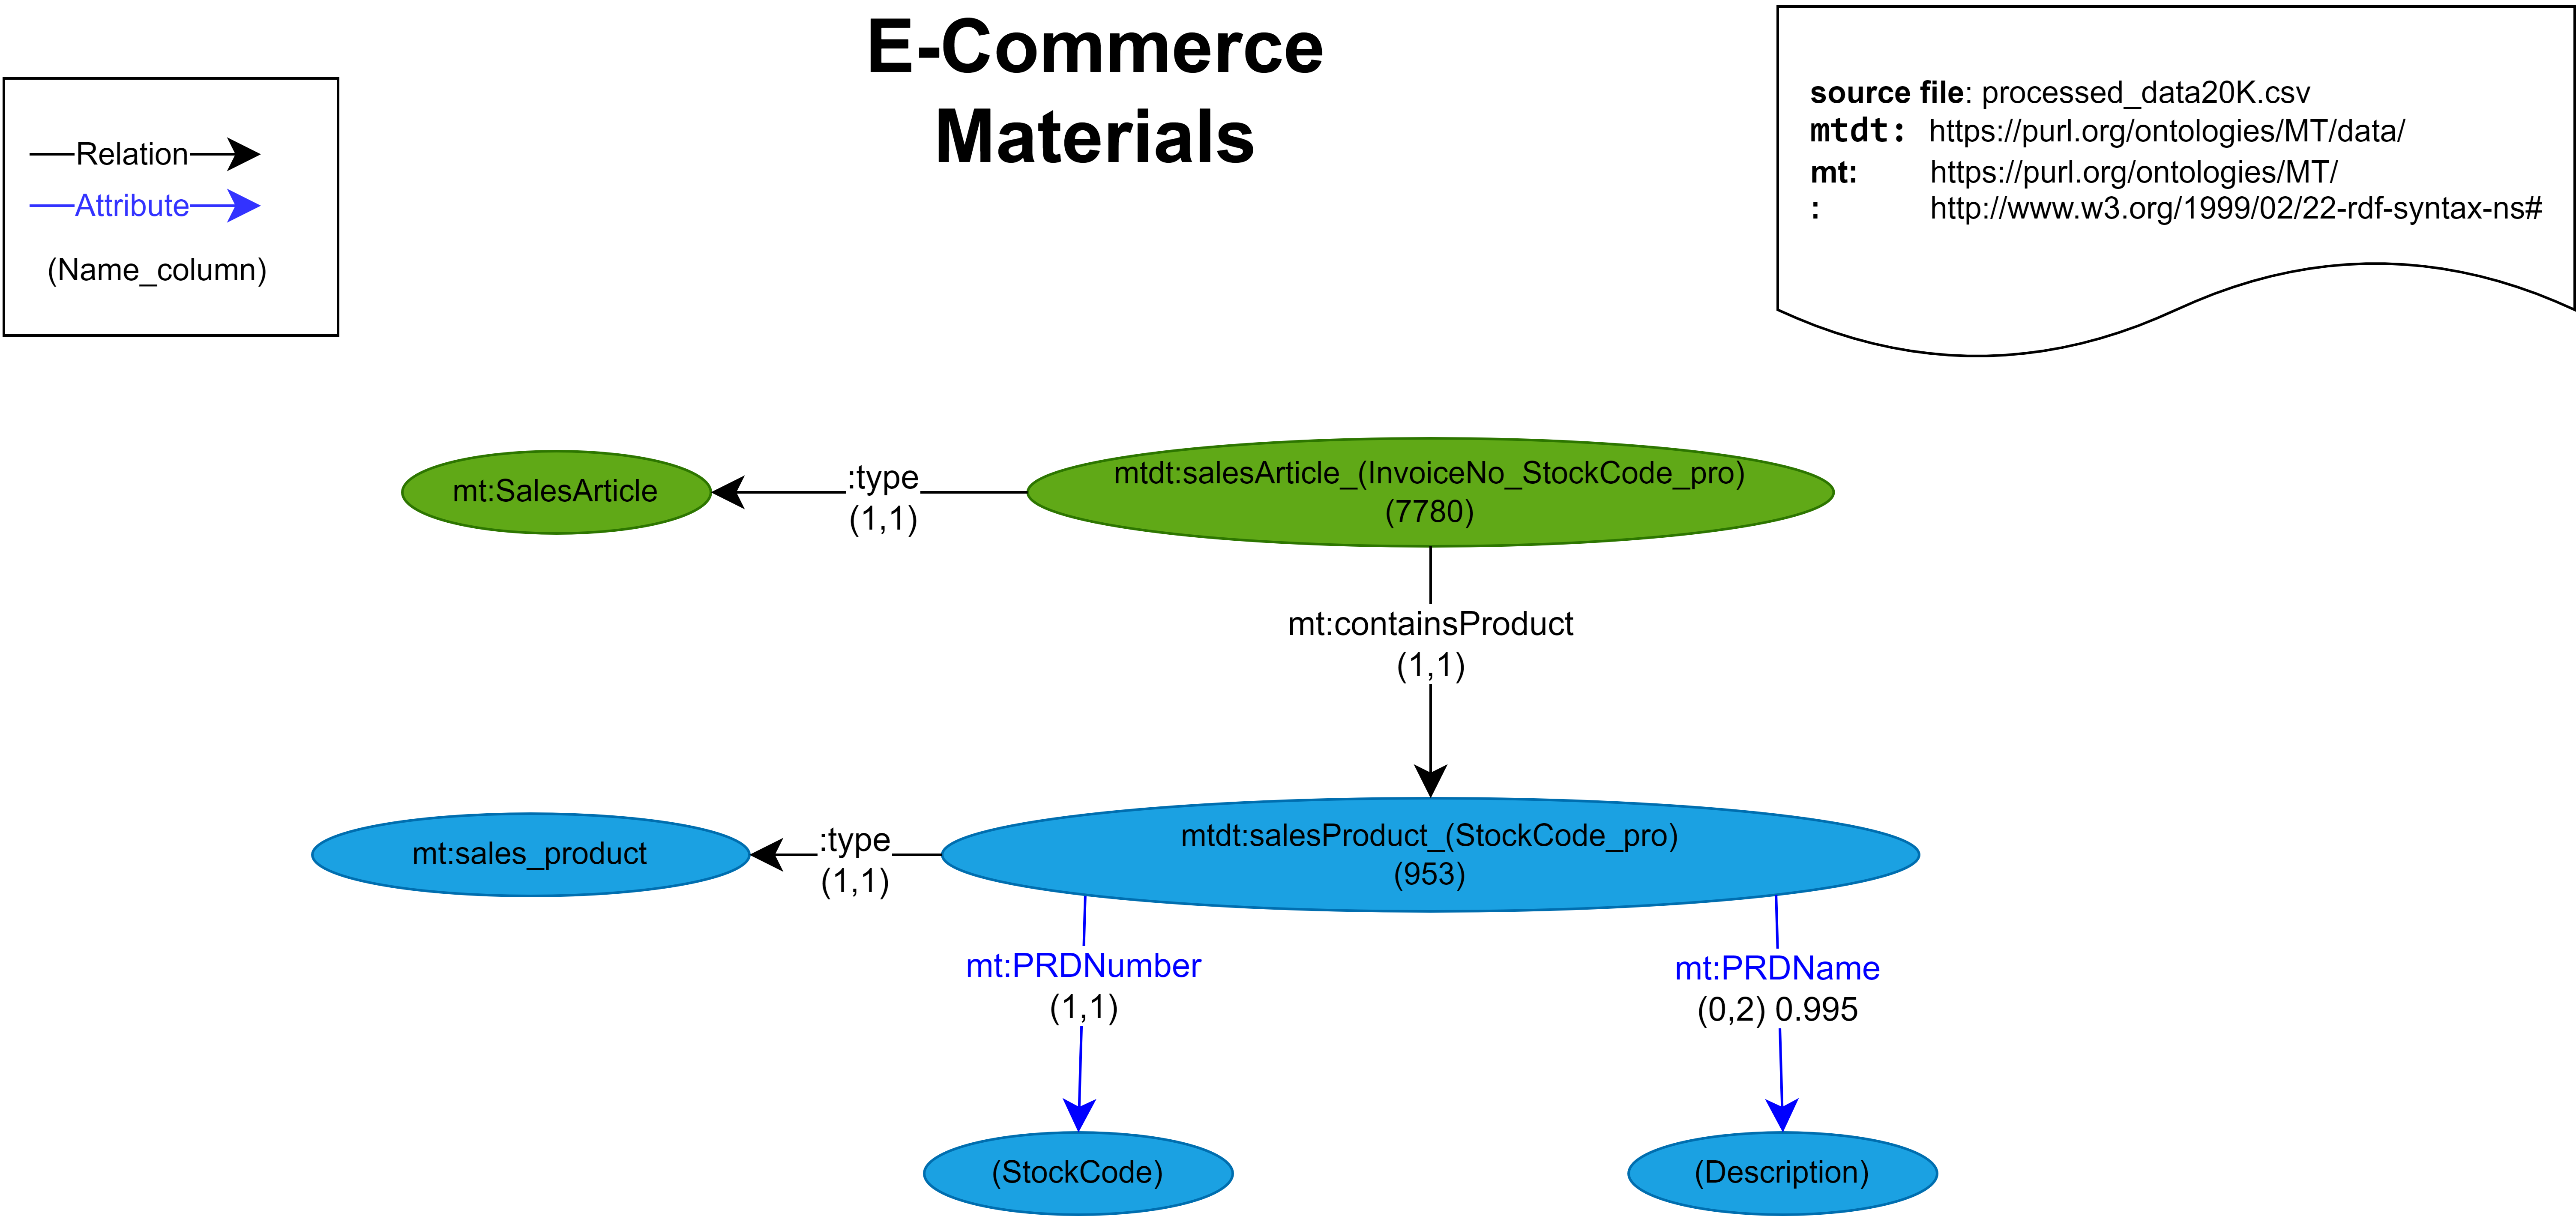 E-Commerce
Materials
Relation
Attribute
(Name_column)
source file: processed_data20K.csv
mtdt: https://purl.org/ontologies/MT/data/
mt: https://purl.org/ontologies/MT/
: http://www.w3.org/1999/02/22-rdf-syntax-ns#
mt:SalesArticle
:type
(1,1)
mtdt:salesArticle_(InvoiceNo_StockCode_pro)
(7780)
mt:containsProduct
(1,1)
mt:sales_product
:type
(1,1)
mtdt:salesProduct_(StockCode_pro)
(953)
mt:PRDNumber
(1,1)
mt:PRDName
(0,2) 0.995
(StockCode)
(Description)